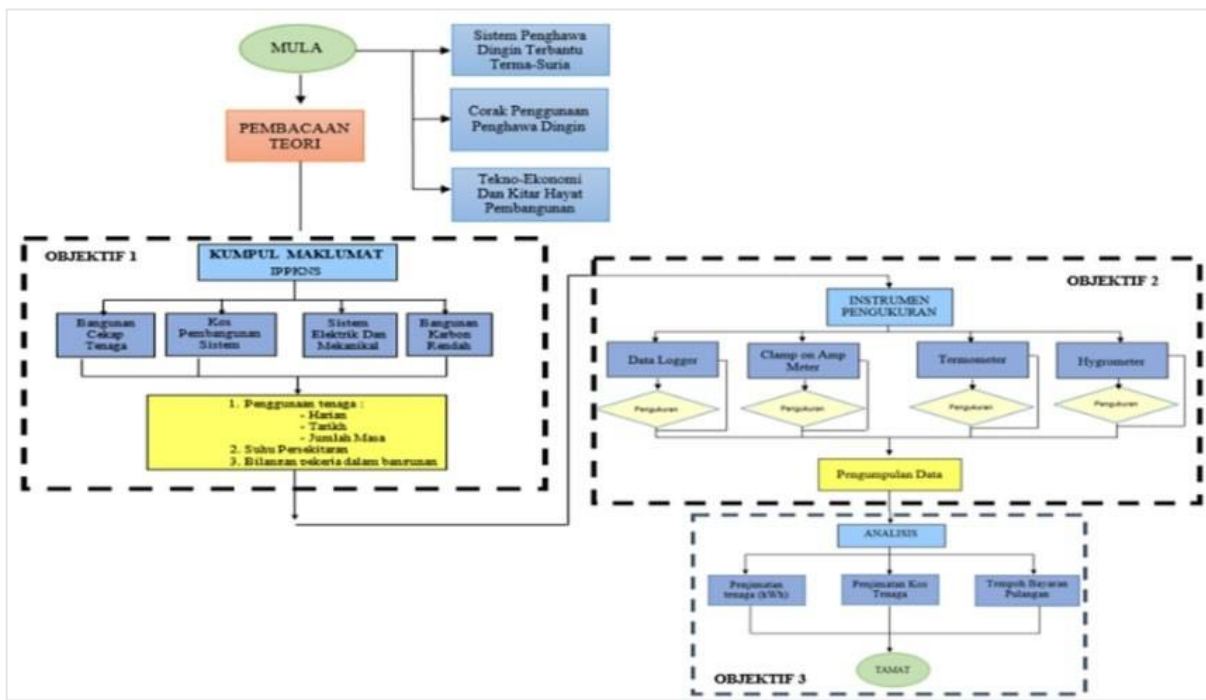 MULA
Sistem Penghawa
Dingin Terbantu
Terma-Suria
PEMBACAAN
TEORI
Corak Penggunaan
Penghawa Dingin
Tekno-Ekonomi
Dan Kitar Hayat
Pembangunan
OBJEKTIF 1
KUMPUL MAKLUMAT
IPPKNS
Bangunan
Cekap
Tenaga
Kos
Pembangunan
Sistem
Sistem
Elektrik Dan
Mekanikal
Bangunan
Karbon
Rendah
1. Penggunaan tenaga :
- Harian
- Tarikh
- Jumlah Masa
2. Suhu Persekitaran
3. Bilangan pekerja dalam bangunan
OBJEKTIF 2
INSTRUMEN
PENGUKURAN
Data Logger
Clamp on Amp
Meter
Termometer
Hygrometer
Pengukuran
Pengukuran
Pengukuran
Pengukuran
Pengumpulan Data
ANALISIS
Penjimatan
tenaga (kWh)
Penjimatan Kos
Tenaga
Tempoh Bayaran
Pulangan
OBJEKTIF 3
TAMAT